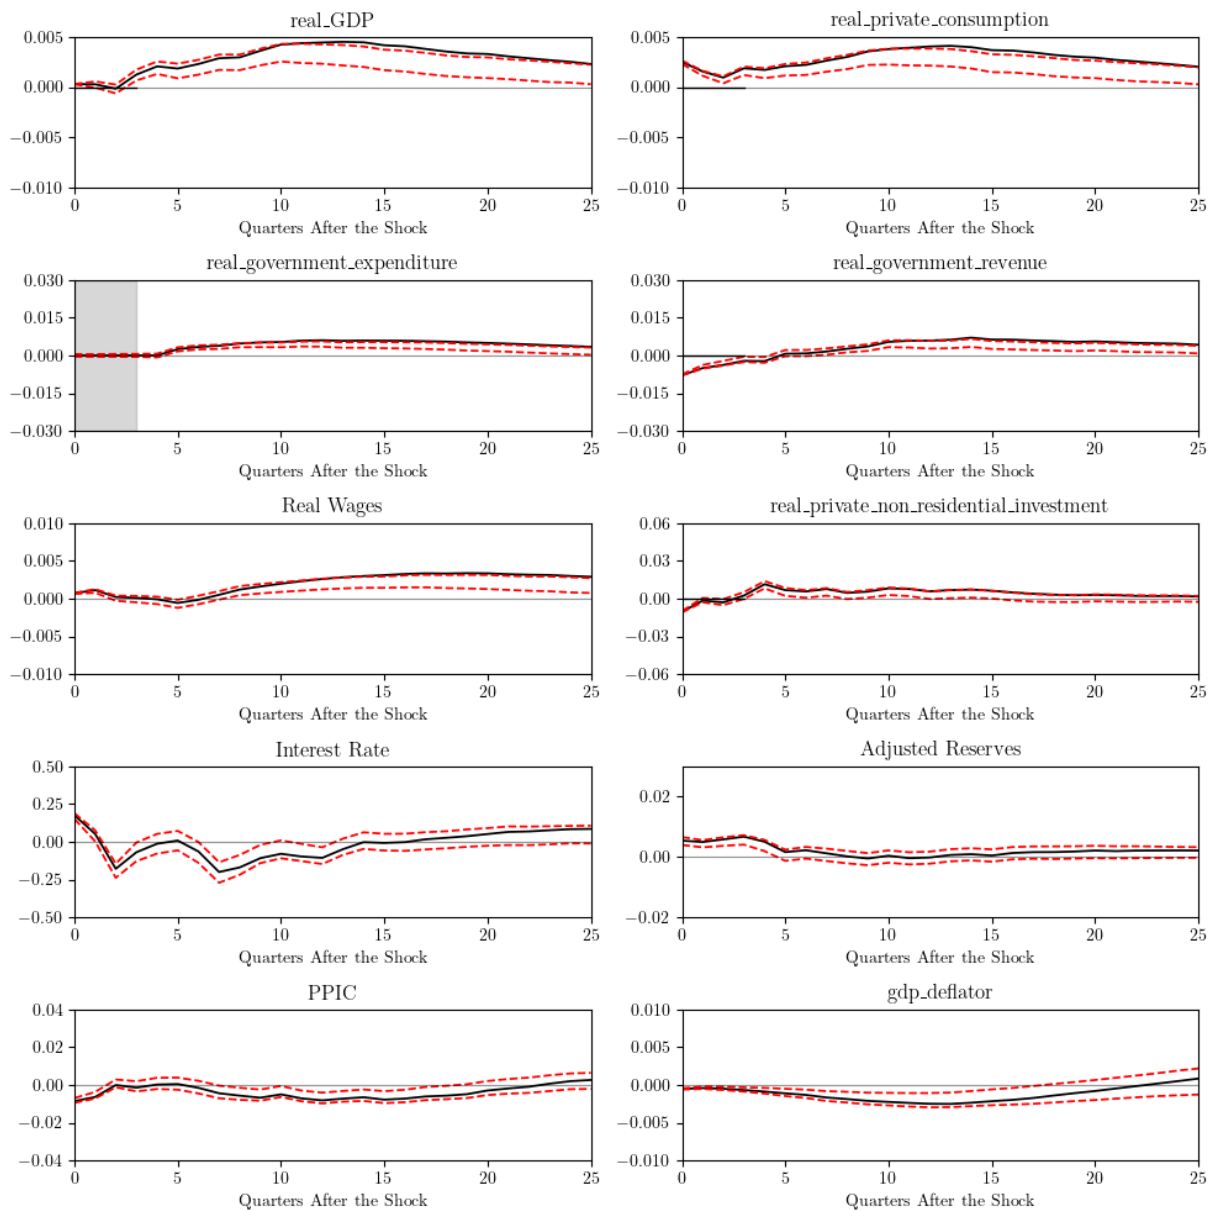 real_GDP
0.005
0.000
−0.005
−0.010
0 5 10 15 20 25
Quarters After the Shock
real_private_consumption
0.005
0.000
−0.005
−0.010
0 5 10 15 20 25
Quarters After the Shock
real_government_expenditure
0.030
0.015
0.000
−0.015
−0.030
0 5 10 15 20 25
Quarters After the Shock
real_government_revenue
0.030
0.015
0.000
−0.015
−0.030
0 5 10 15 20 25
Quarters After the Shock
Real Wages
0.010
0.005
0.000
−0.005
−0.010
0 5 10 15 20 25
Quarters After the Shock
real_private_non_residential_investment
0.06
0.03
0.00
−0.03
−0.06
0 5 10 15 20 25
Quarters After the Shock
Interest Rate
0.50
0.25
0.00
−0.25
−0.50
0 5 10 15 20 25
Quarters After the Shock
Adjusted Reserves
0.02
0.00
−0.02
0 5 10 15 20 25
Quarters After the Shock
PPIC
0.04
0.02
0.00
−0.02
−0.04
0 5 10 15 20 25
Quarters After the Shock
gdp_deflator
0.010
0.005
0.000
−0.005
−0.010
0 5 10 15 20 25
Quarters After the Shock